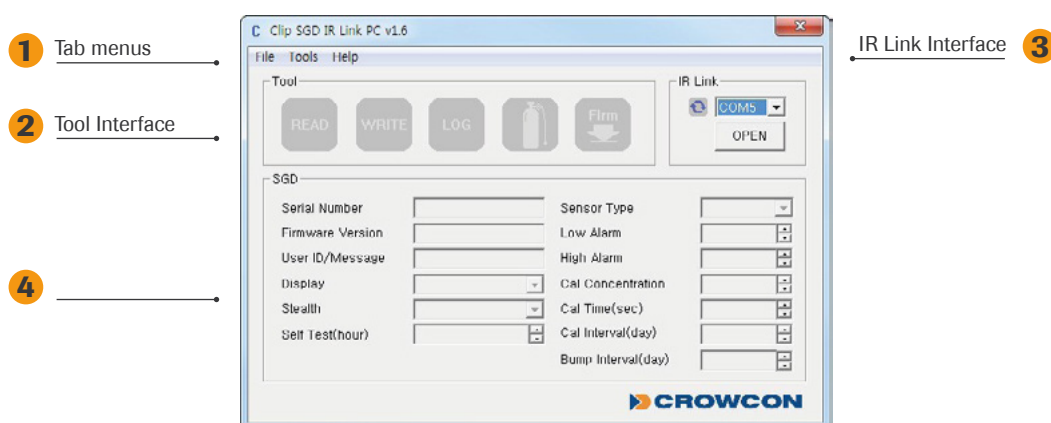 C Clip SGD IR Link PC v1.6
1 Tab menus
IR Link Interface 3
File Tools Help
Tool
IR Link
2 Tool Interface
READ WRITE LOG Firm
COM5
OPEN
SGD
Serial Number Sensor Type
Firmware Version Low Alarm
User ID/Message High Alarm
4
Display Cal Concentration
Stealth Cal Time(sec)
Self Test(hour) Cal Interval(day)
Bump Interval(day)
CROWCON